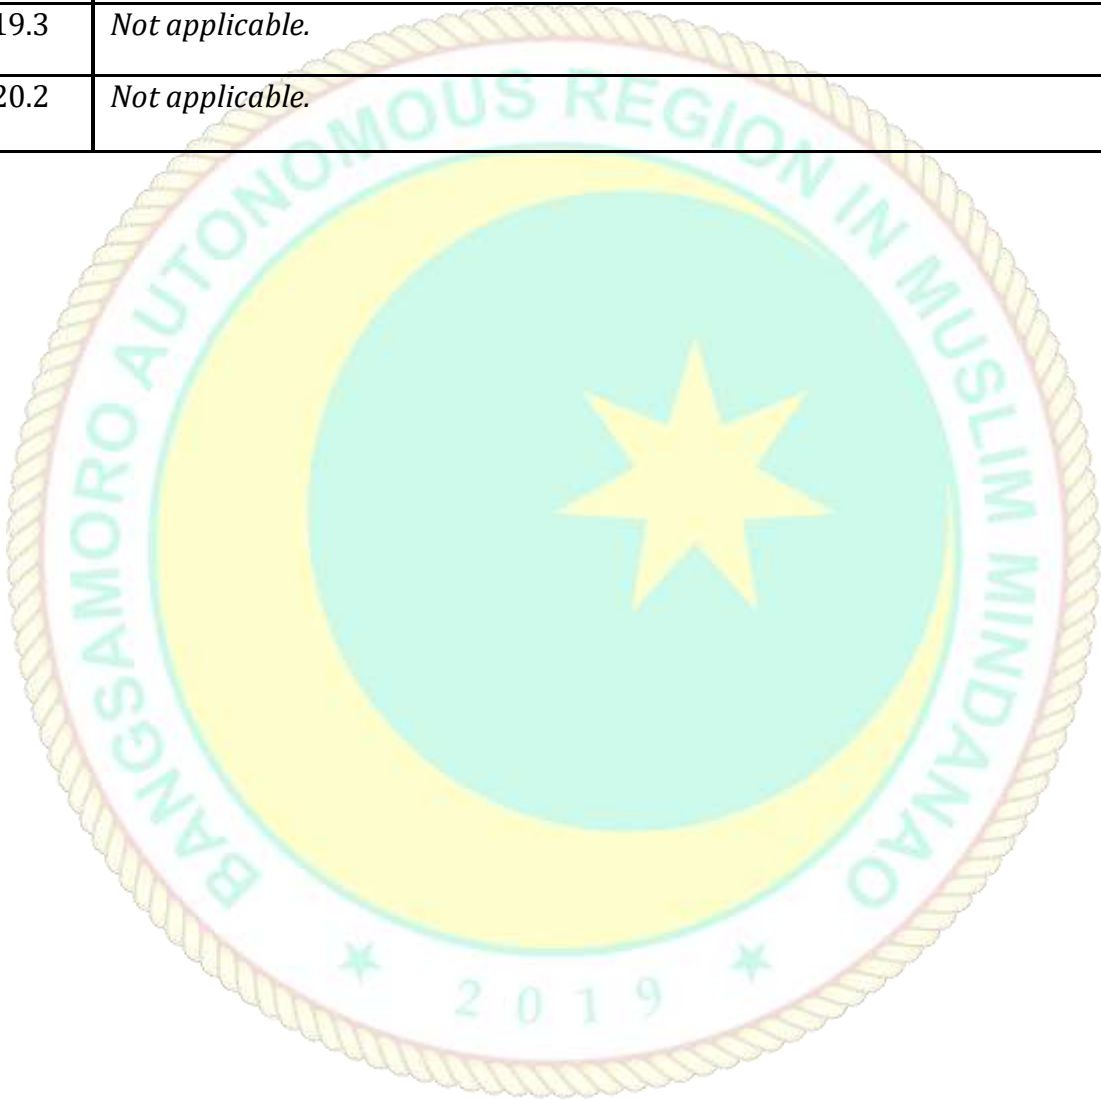 19.3 Not applicable.
20.2 Not applicable.
BANGSAMORO AUTONOMOUS REGION IN MUSLIM MINDANAO
2019